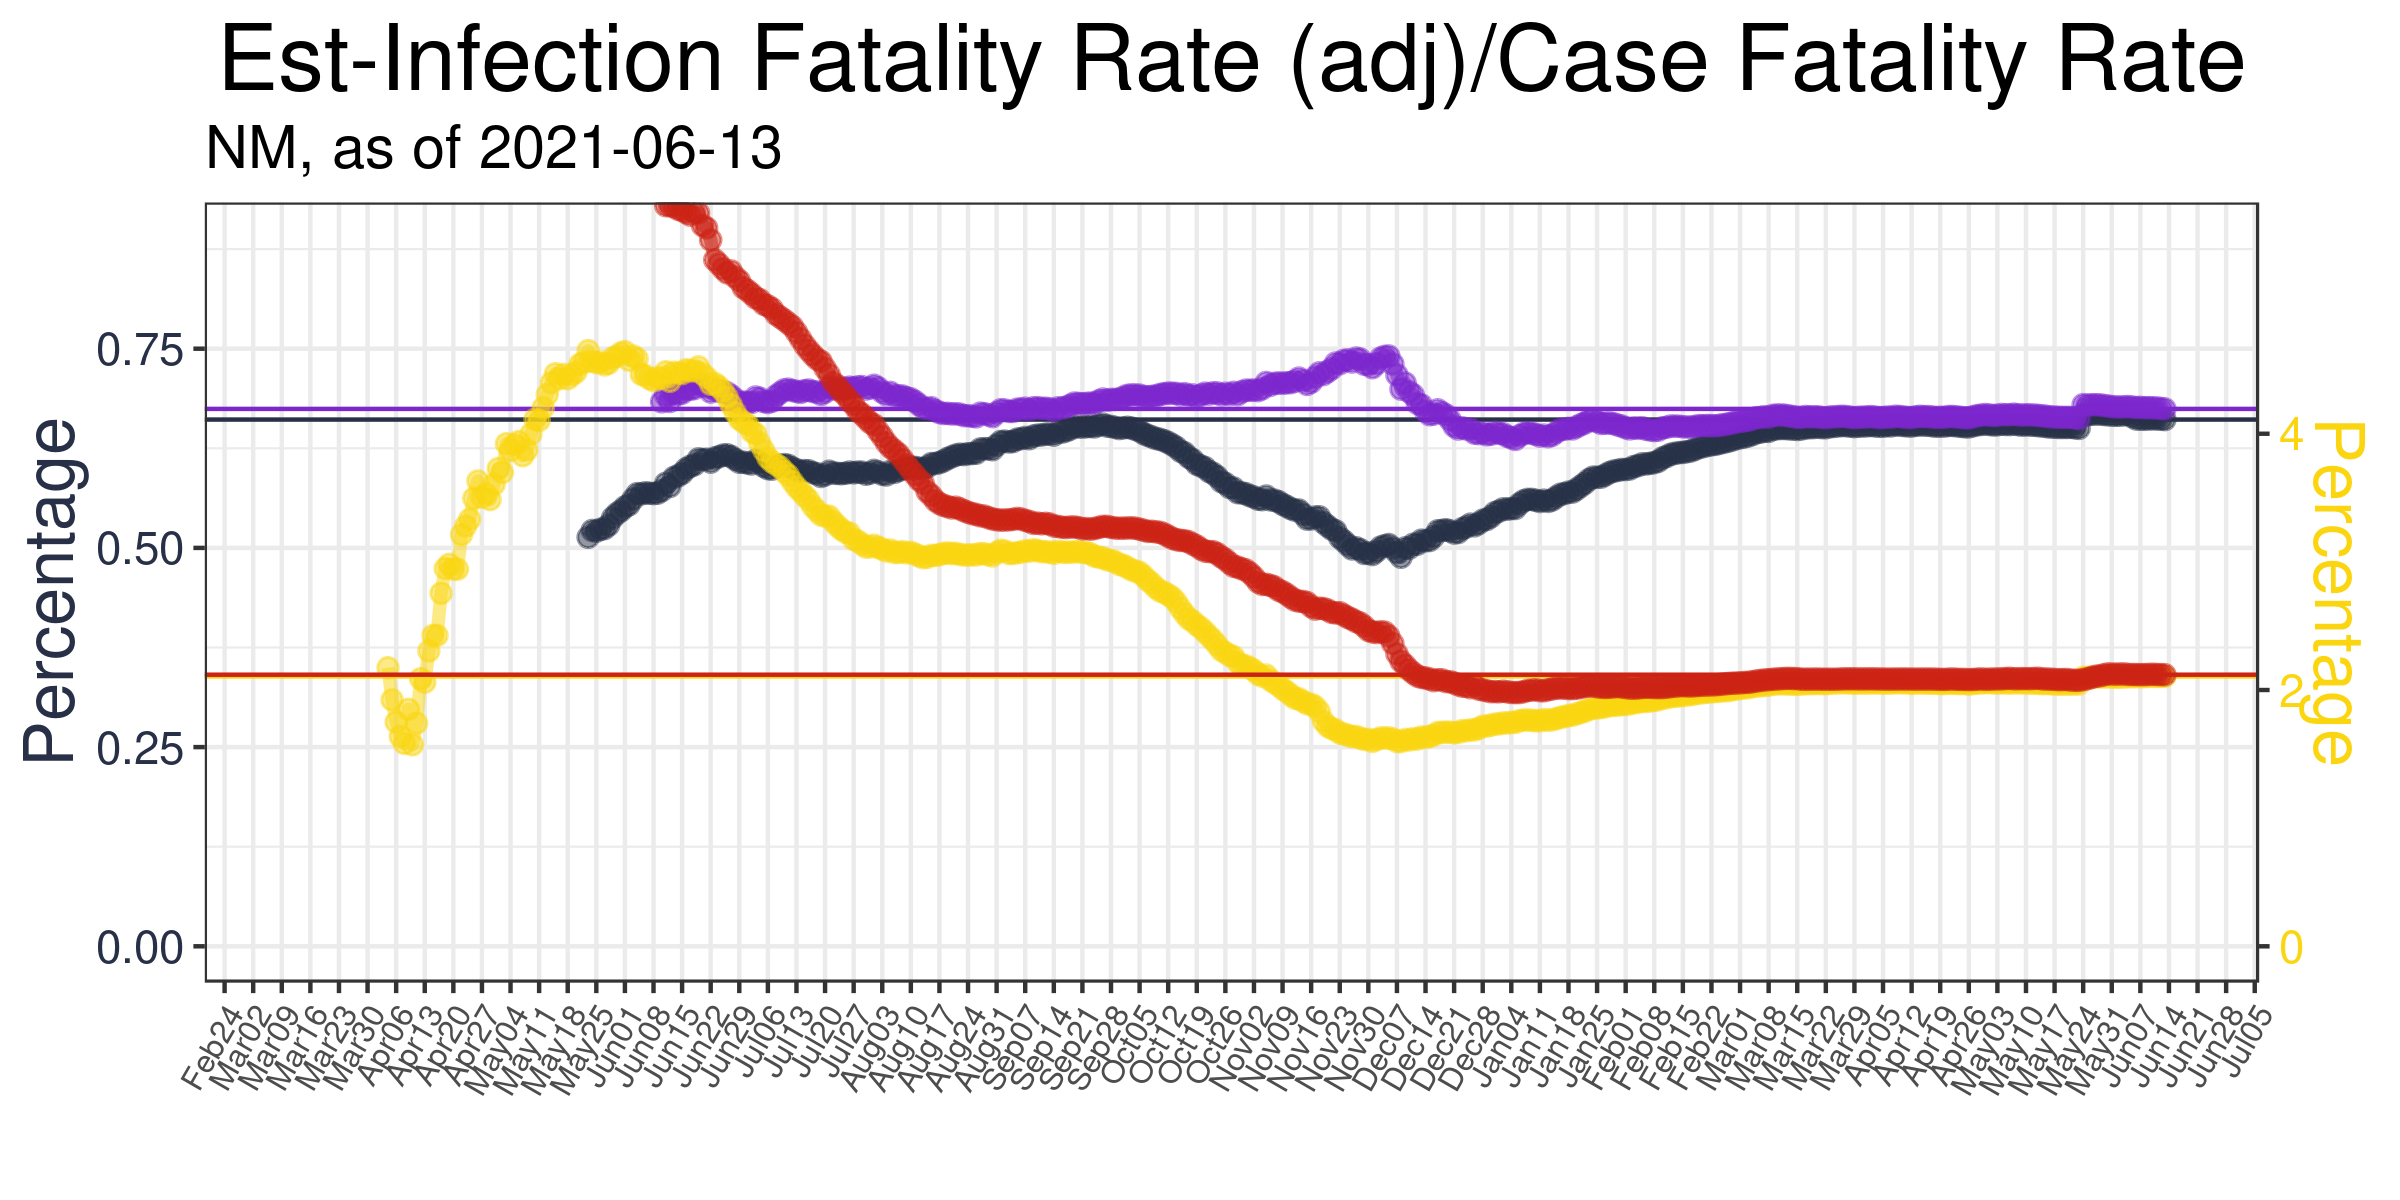 Est-Infection Fatality Rate (adj)/Case Fatality Rate
NM, as of 2021-06-13
Percentage
0.75
0.50
0.25
0.00
4
2
0
Percentage
Feb24
Mar02
Mar09
Mar16
Mar23
Mar30
Apr06
Apr13
Apr20
Apr27
May04
May11
May18
May25
Jun01
Jun08
Jun15
Jun22
Jun29
Jul06
Jul13
Jul20
Jul27
Aug03
Aug10
Aug17
Aug24
Aug31
Sep07
Sep14
Sep21
Sep28
Oct05
Oct12
Oct19
Oct26
Nov02
Nov09
Nov16
Nov23
Nov30
Dec07
Dec14
Dec21
Dec28
Jan04
Jan11
Jan18
Jan25
Feb01
Feb08
Feb15
Feb22
Mar01
Mar08
Mar15
Mar22
Mar29
Apr05
Apr12
Apr19
Apr26
May03
May10
May17
May24
May31
Jun07
Jun14
Jun21
Jun28
Jul05